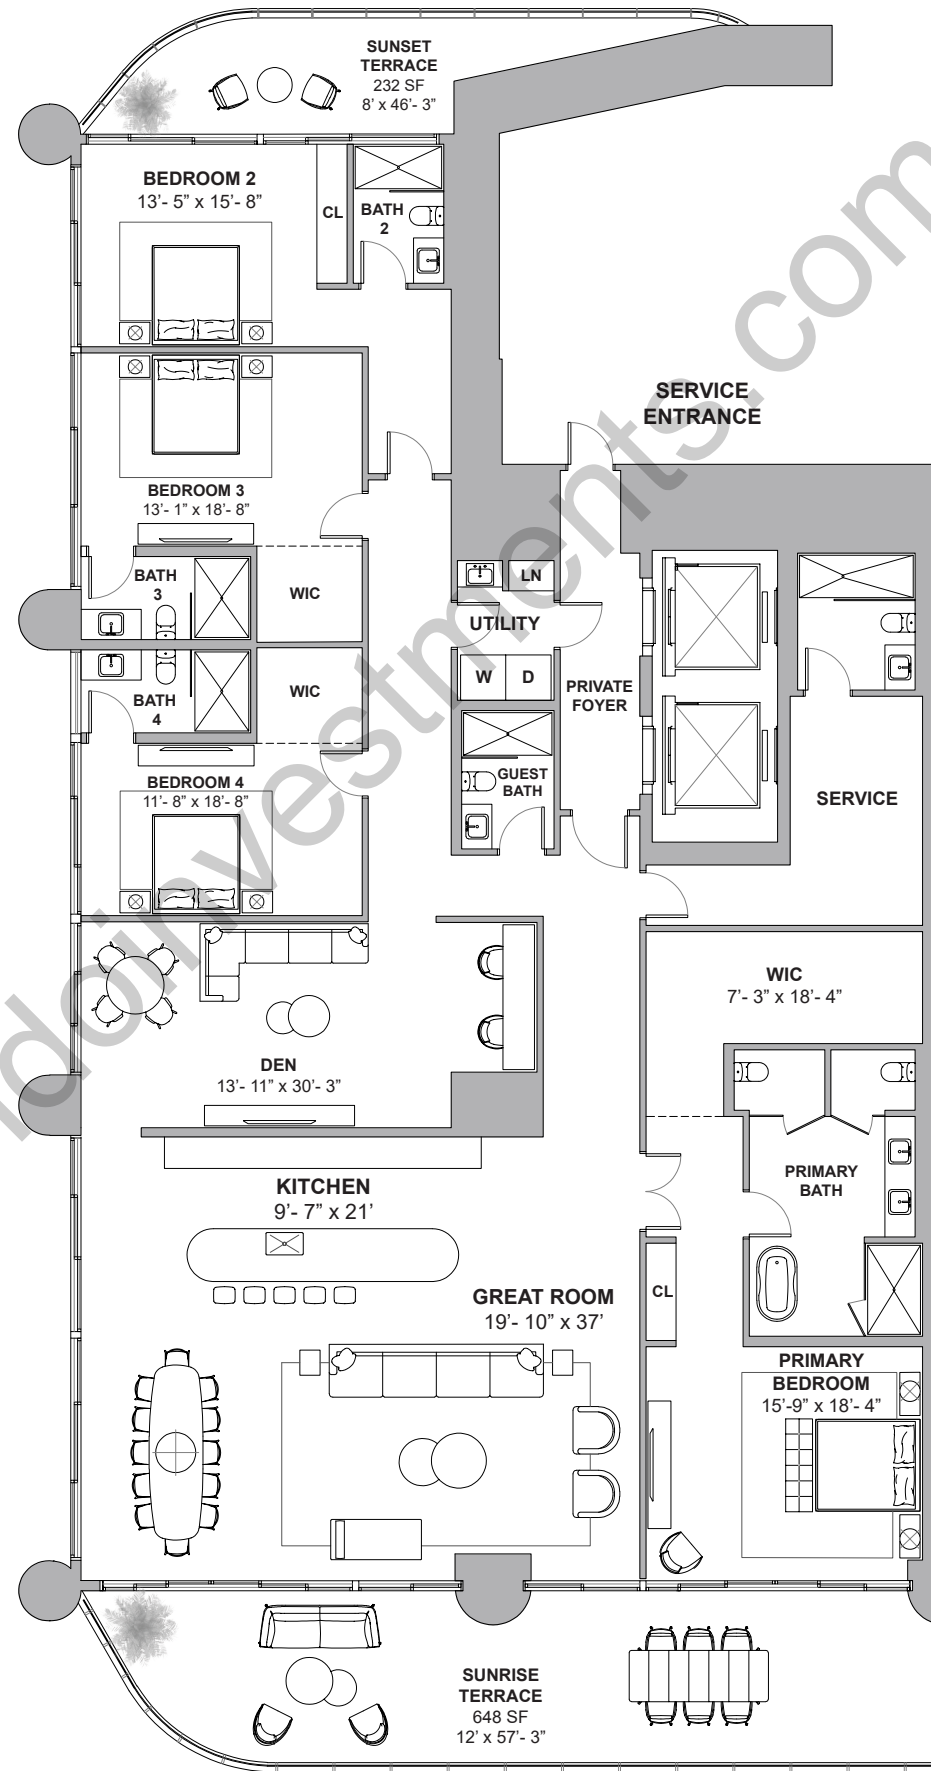 SUNSET
TERRACE
232 SF
8’ x 46’- 3”
BEDROOM 2
13’- 5” x 15’- 8”
CL
BATH
2
BEDROOM 3
13’- 1” x 18’- 8”
SERVICE
ENTRANCE
BATH
3
WIC
LN
UTILITY
W
D
PRIVATE
FOYER
BATH
4
WIC
GUEST
BATH
BEDROOM 4
11’- 8” x 18’- 8”
SERVICE
WIC
7’- 3” x 18’- 4”
DEN
13’- 11” x 30’- 3”
KITCHEN
9’- 7” x 21’
PRIMARY
BATH
CL
GREAT ROOM
19’- 10” x 37’
PRIMARY
BEDROOM
15’-9” x 18’- 4”
SUNRISE
TERRACE
648 SF
12’ x 57’- 3”
doinvestments.com